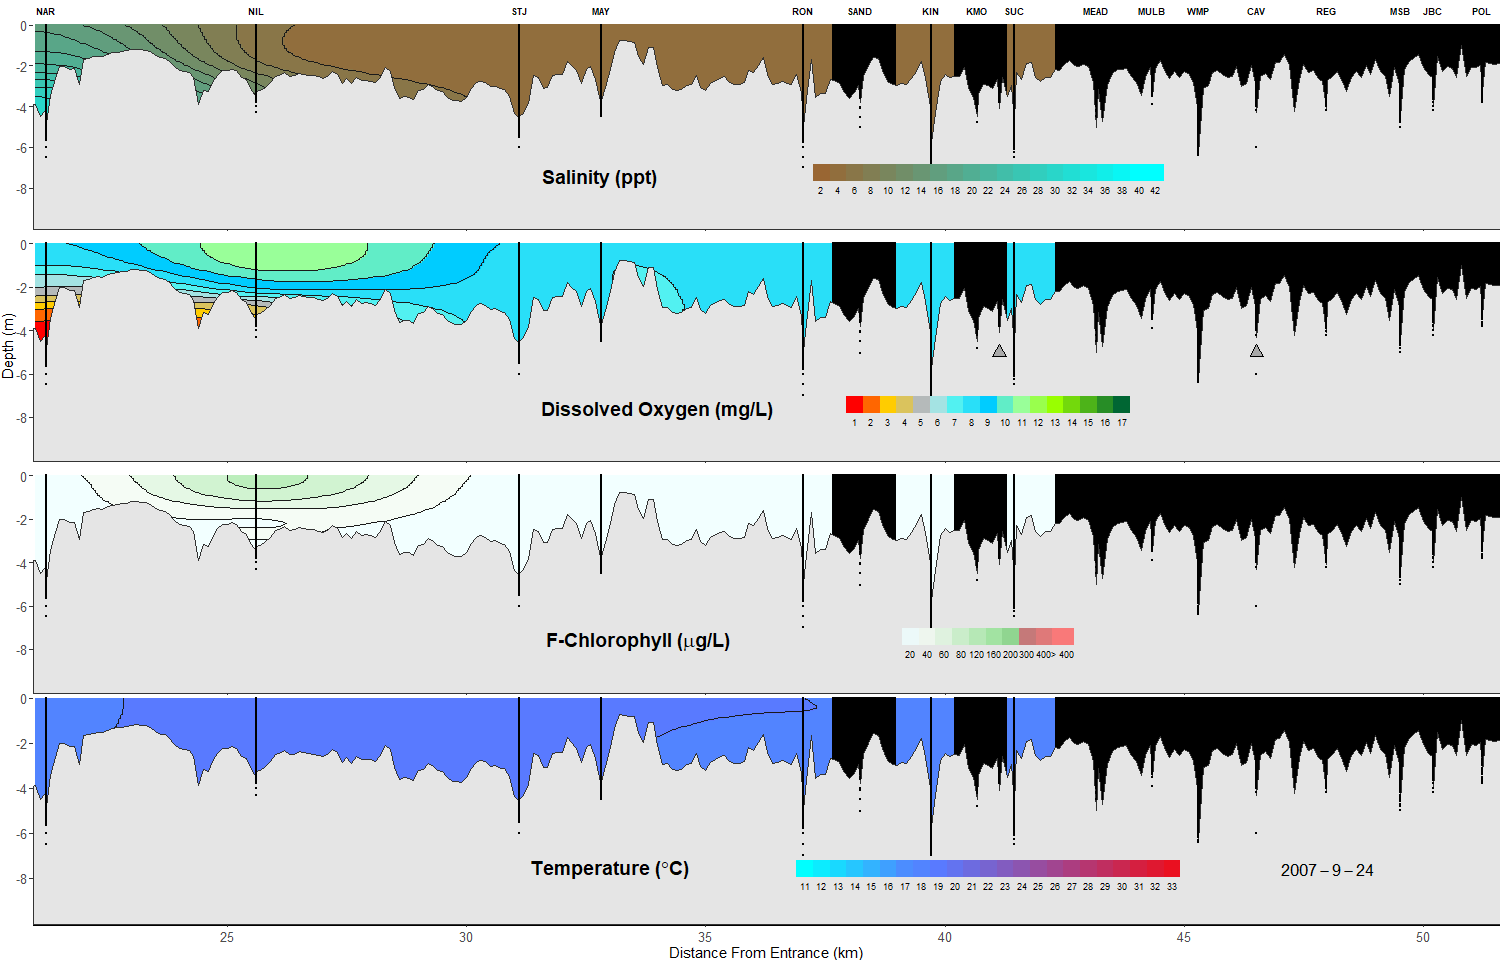 NAR NIL STJ MAY RON SAND KIN KMO SUC MEAD MULB WMP CAV REG MSB JBC POL
0
-2
-4
-6
-8
Salinity (ppt)
2 4 6 8 10 12 14 16 18 20 22 24 26 28 30 32 34 36 38 40 42
0
-2
-4
-6
-8
Depth (m)
Dissolved Oxygen (mg/L)
1 2 3 4 5 6 7 8 9 10 11 12 13 14 15 16 17
0
-2
-4
-6
-8
F-Chlorophyll (µg/L)
20 40 60 80 120 160 200 300 400> 400
0
-2
-4
-6
-8
Temperature (°C)
11 12 13 14 15 16 17 18 19 20 21 22 23 24 25 26 27 28 29 30 31 32 33
2007 – 9 – 24
25 30 35 40 45 50
Distance From Entrance (km)